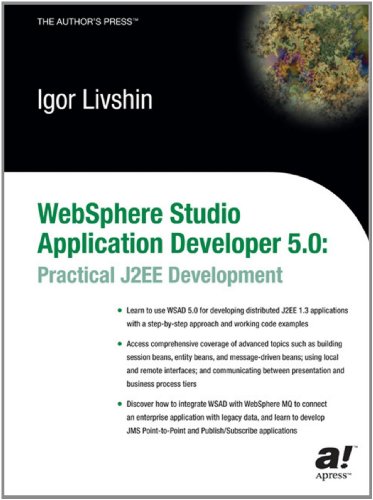 THE AUTHOR'S PRESS™
Igor Livshin
WebSphere Studio
Application Developer 5.0:
Practical J2EE Development
• Learn to use WSAD 5.0 for developing distributed J2EE 1.3 applications
with a step-by-step approach and working code examples
• Access comprehensive coverage of advanced topics such as building
session beans, entity beans, and message-driven beans; using local
and remote interfaces; and communicating between presentation and
business process tiers
• Discover how to integrate WSAD with WebSphere MQ to connect
an enterprise application with legacy data, and learn to develop
JMS Point-to-Point and Publish/Subscribe applications
a!
Apress™